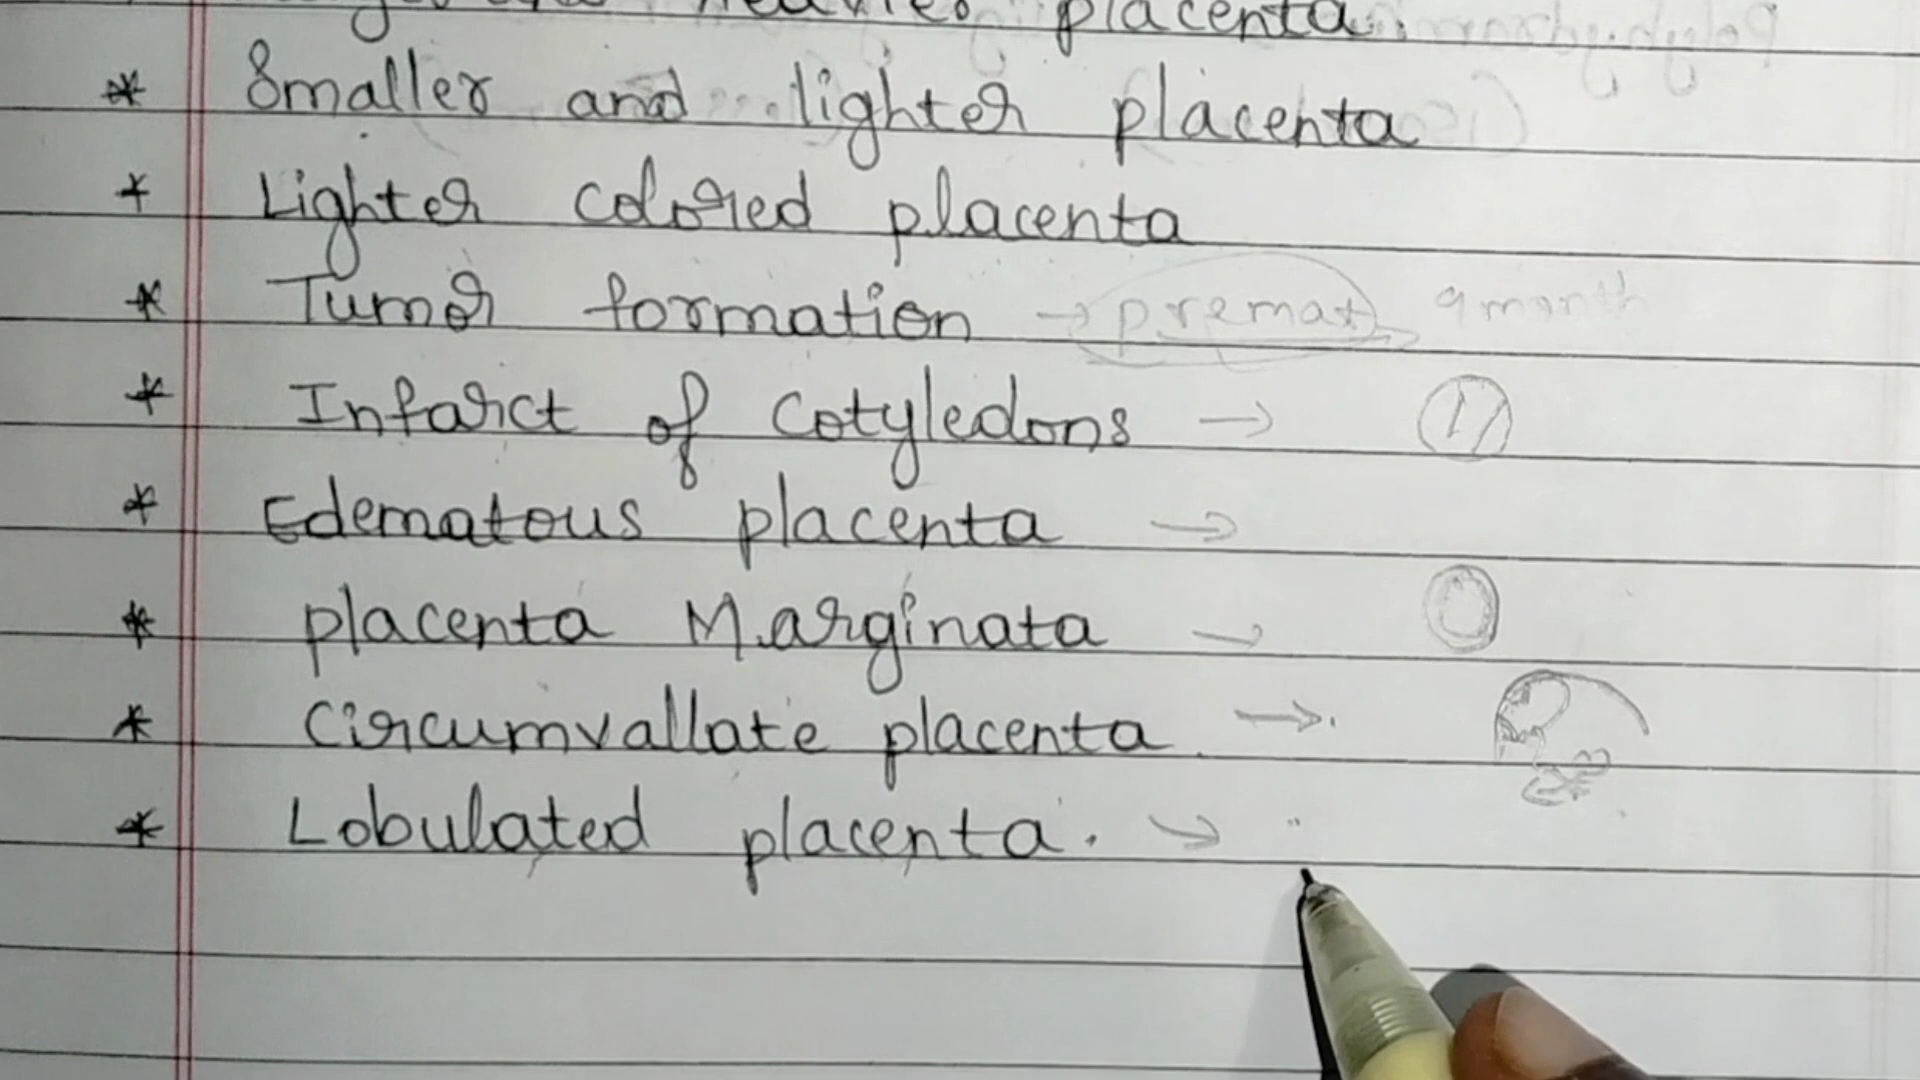 placenta.
* Smaller and lighter placenta
* Lighter colored placenta
* Tumor formation → premat 9 month
* Infarct of Cotyledons →
* Edematous placenta →
* placenta Marginata →
* Circumvallate placenta →
* Lobulated placenta. →